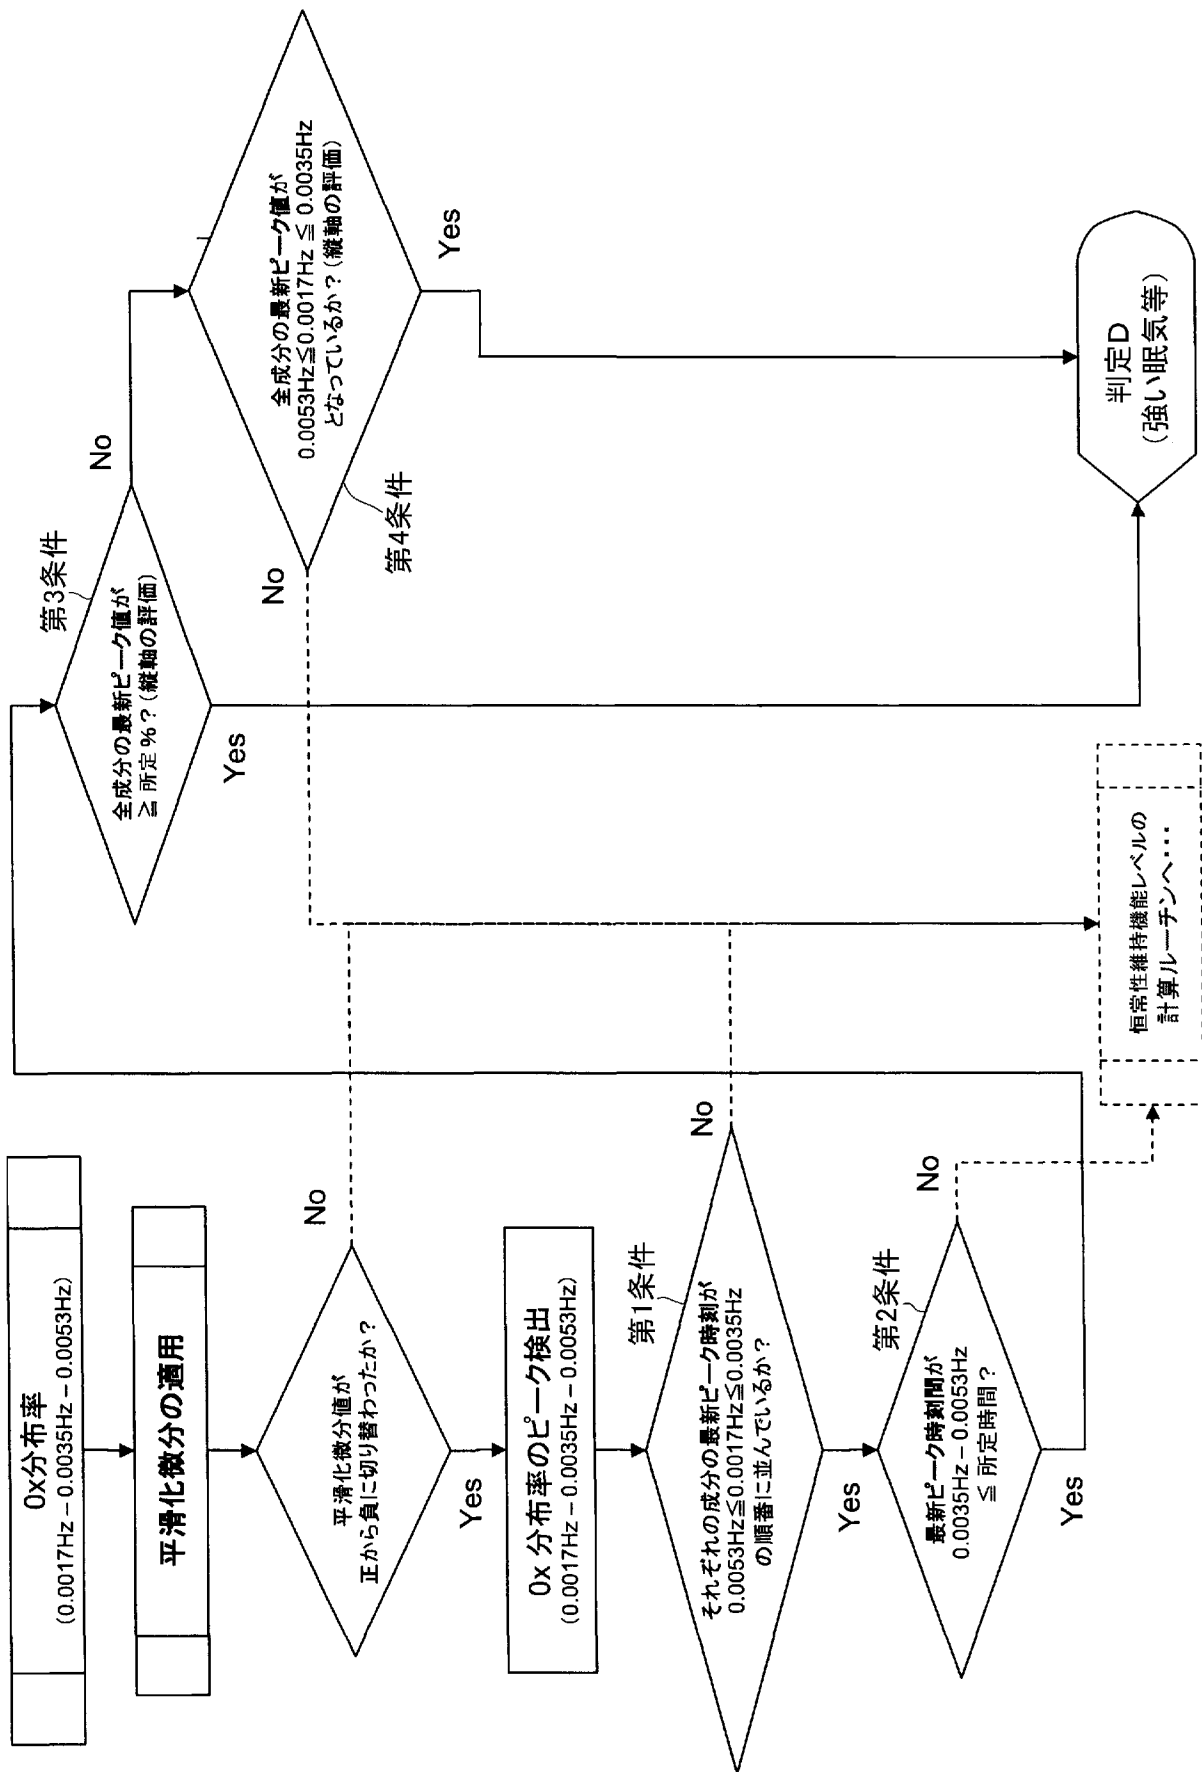 0x分布率
(0.0017Hz－0.0035Hz－0.0053Hz)
平滑化微分の適用
平滑化微分値が
正から負に切り替わったか？
No
Yes
0x 分布率のピーク検出
(0.0017Hz－0.0035Hz－0.0053Hz)
第1条件
それぞれの成分の最新ピーク時刻が
0.0053Hz≦0.0017Hz≦0.0035Hz
の順番に並んでいるか？
No
Yes
第2条件
最新ピーク時刻間が
0.0035Hz－0.0053Hz
≦ 所定時間？
No
Yes
第3条件
全成分の最新ピーク値が
≧ 所定 %？(縦軸の評価)
No
Yes
全成分の最新ピーク値が
0.0053Hz≦0.0017Hz ≦ 0.0035Hz
となっているか？(縦軸の評価)
第4条件
No
Yes
恒常性維持機能レベルの
計算ルーチンへ･･･
判定D
(強い眠気等)